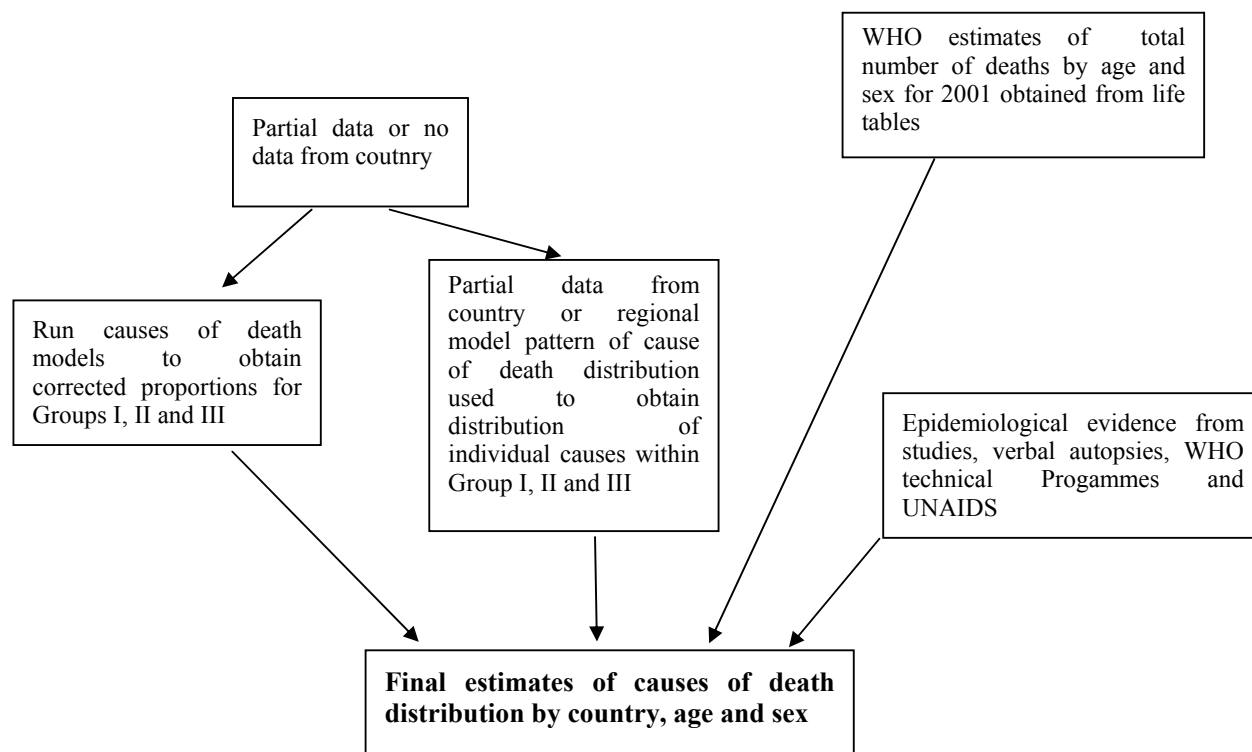 WHO estimates of total
number of deaths by age and
sex for 2001 obtained from life
tables
Partial data or no
data from coutnry
Partial data from
country or regional
model pattern of cause
of death distribution
used to obtain
distribution of
individual causes within
Group I, II and III
Run causes of death
models to obtain
corrected proportions for
Groups I, II and III
Epidemiological evidence from
studies, verbal autopsies, WHO
technical Progammes and
UNAIDS
Final estimates of causes of death
distribution by country, age and sex